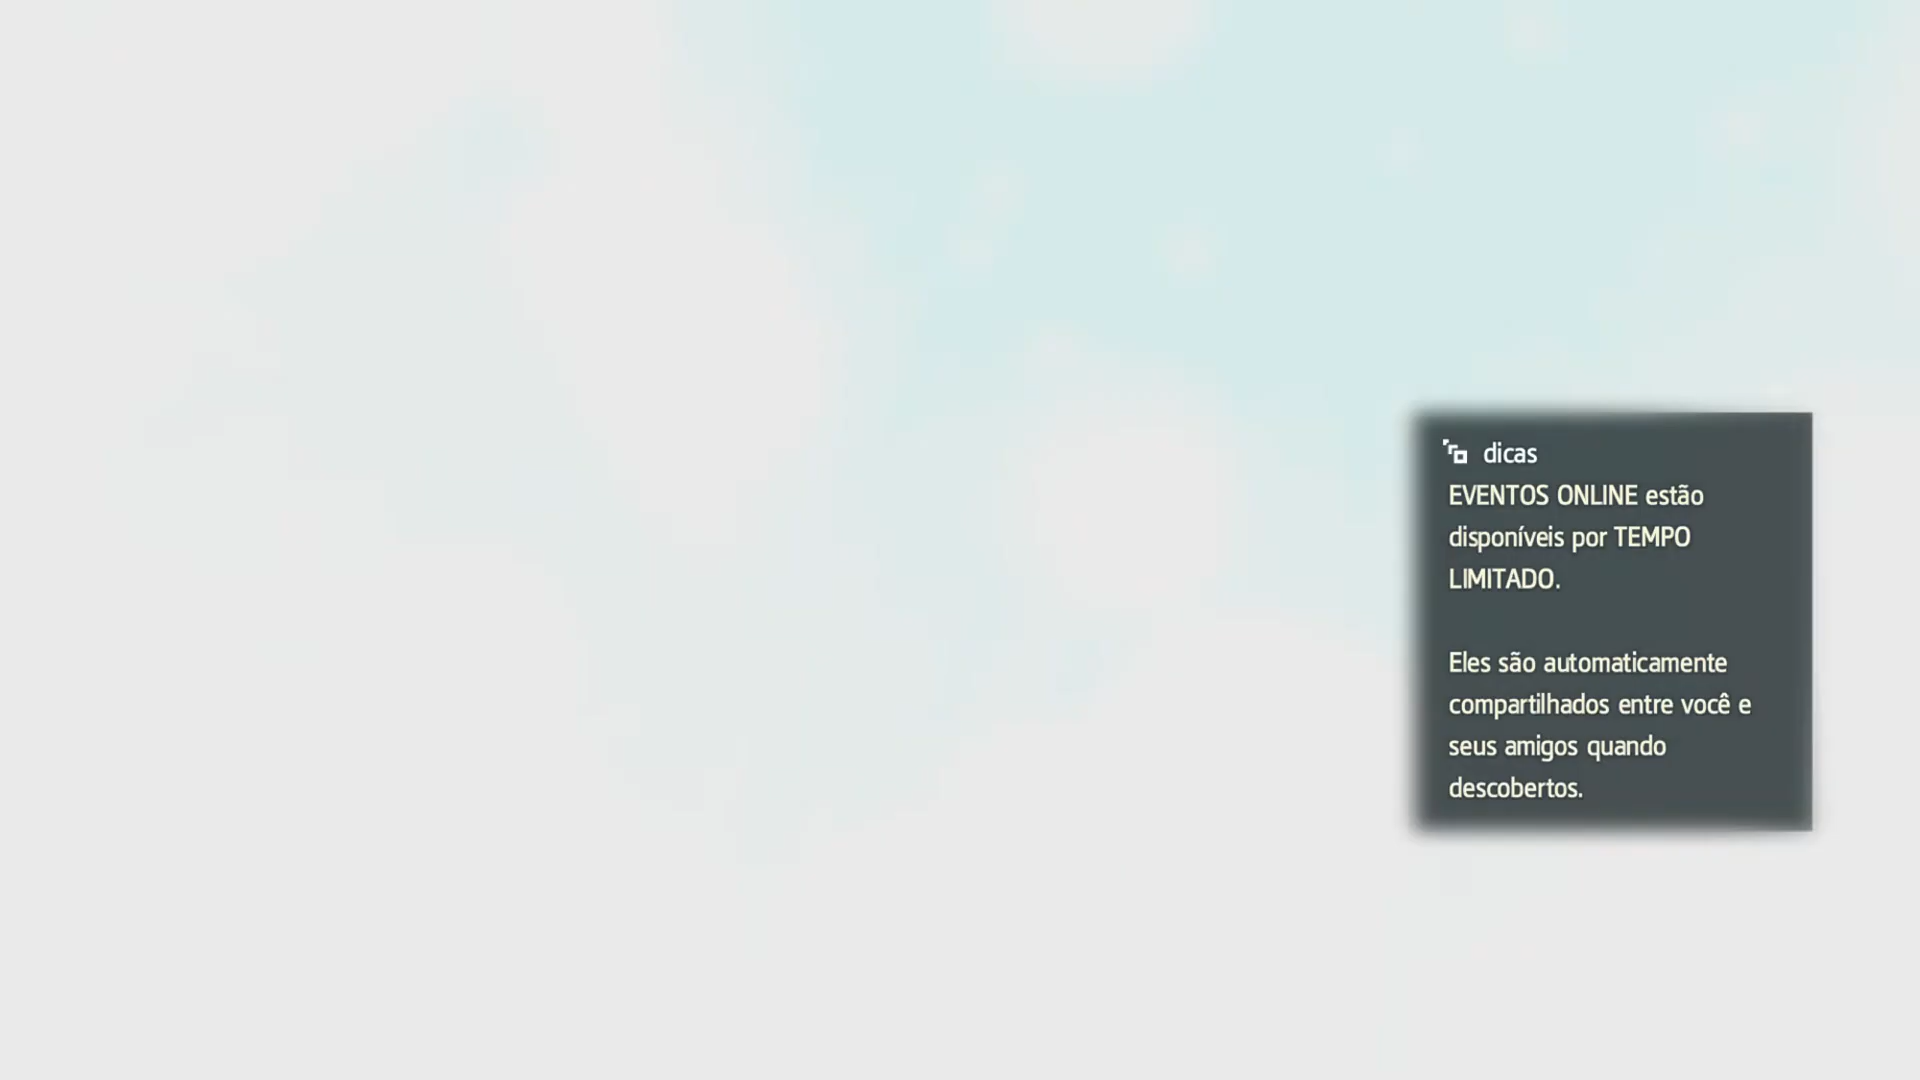 dicas
EVENTOS ONLINE estão
disponíveis por TEMPO
LIMITADO.
Eles são automaticamente
compartilhados entre você e
seus amigos quando
descobertos.